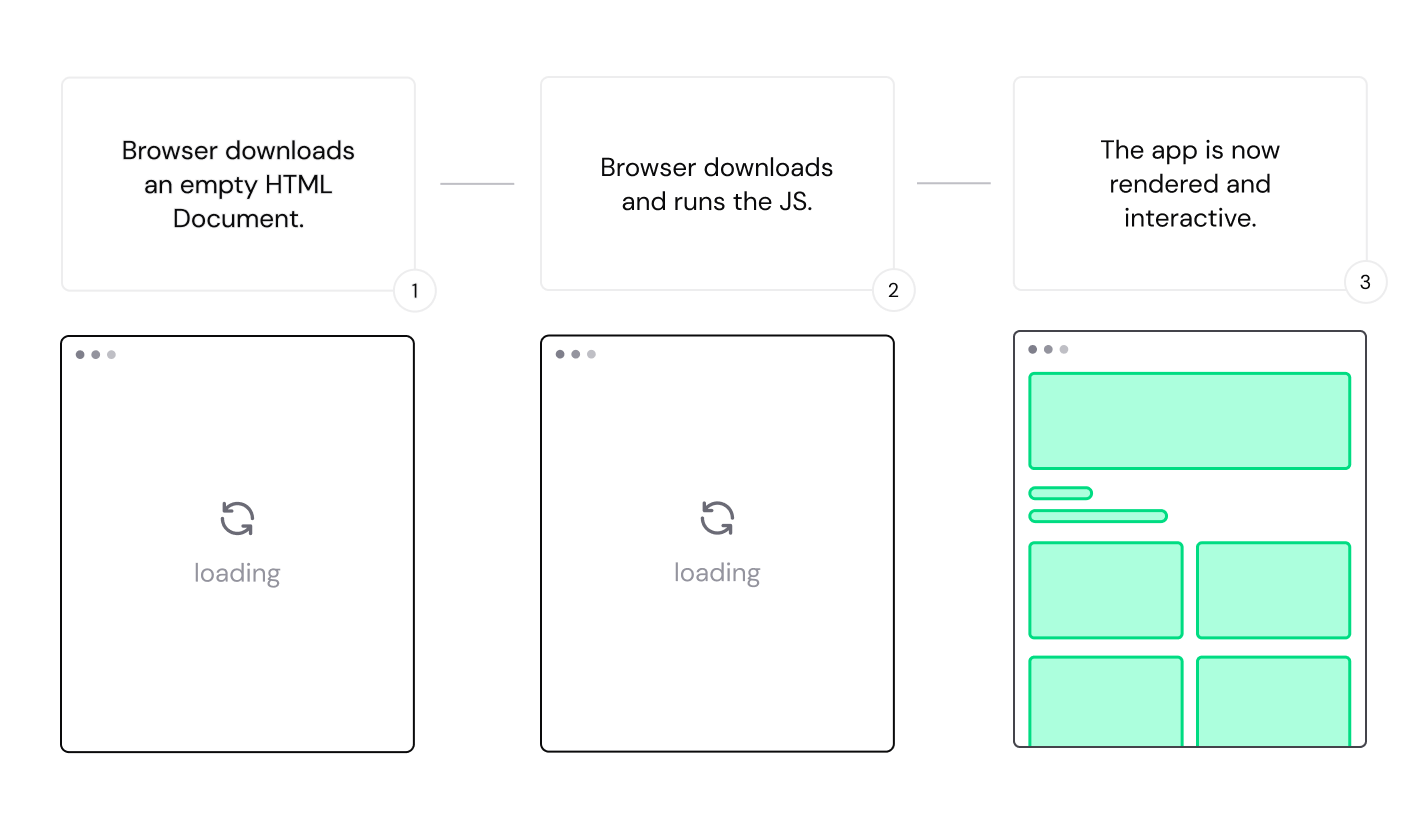 Browser downloads
an empty HTML
Document.
1
Browser downloads
and runs the JS.
2
The app is now
rendered and
interactive.
3
loading
loading